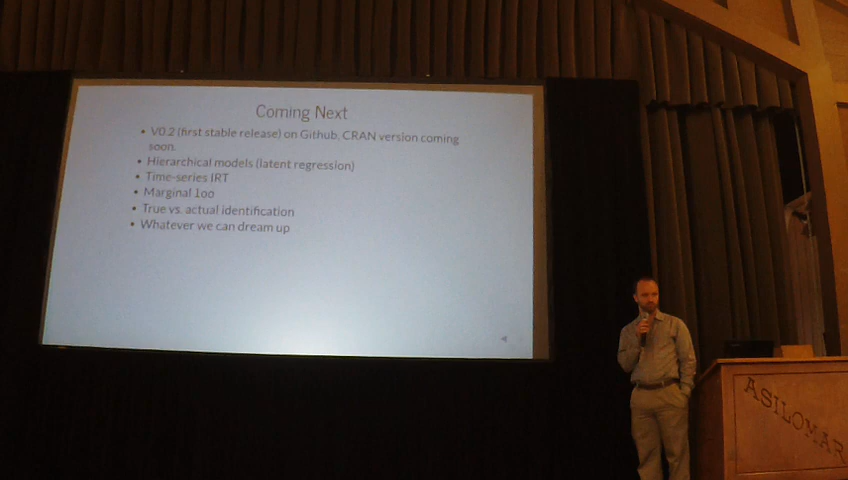 Coming Next
• V0.2 (first stable release) on Github, CRAN version coming
soon.
• Hierarchical models (latent regression)
• Time-series IRT
• Marginal loo
• True vs. actual identification
• Whatever we can dream up
ASILOMAR